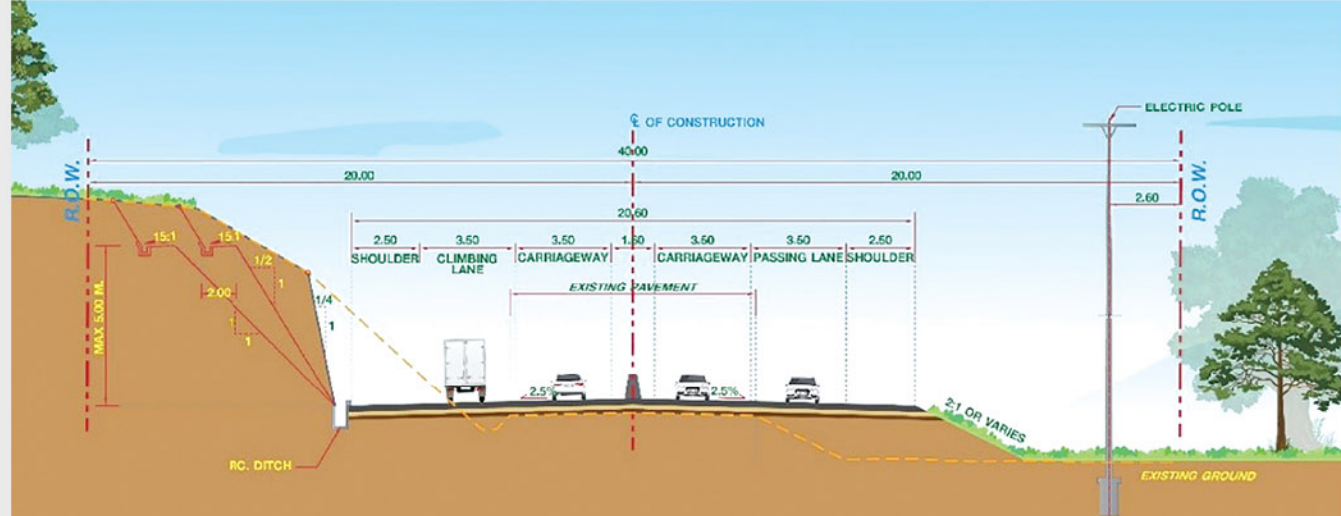 ELECTRIC POLE
℄ OF CONSTRUCTION
40.00
R.O.W.
R.O.W.
20.00
20.00
2.60
20.60
15:1
15:1
2.50
3.50
3.50
1.60
3.50
3.50
2.50
SHOULDER
CLIMBING
LANE
CARRIAGEWAY
CARRIAGEWAY
PASSING LANE
SHOULDER
1/2
1
EXISTING PAVEMENT
2.00
1/4
1
1
1
MAX 5.00 M.
2.5%
2.5%
2:1 OR VARIES
RC. DITCH
EXISTING GROUND